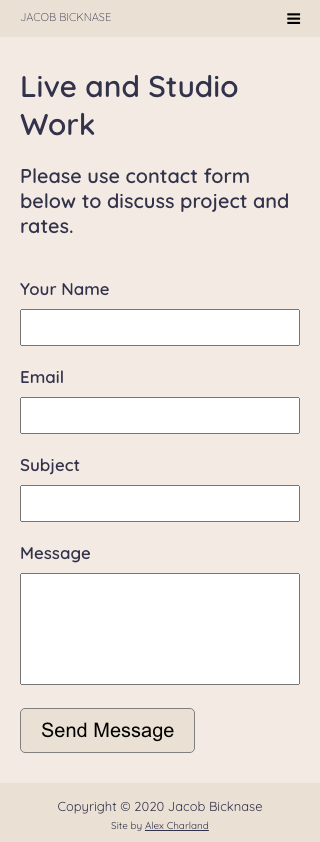 JACOB BICKNASE
Live and Studio
Work
Please use contact form
below to discuss project and
rates.
Your Name
Email
Subject
Message
Send Message
Copyright © 2020 Jacob Bicknase
Site by Alex Charland